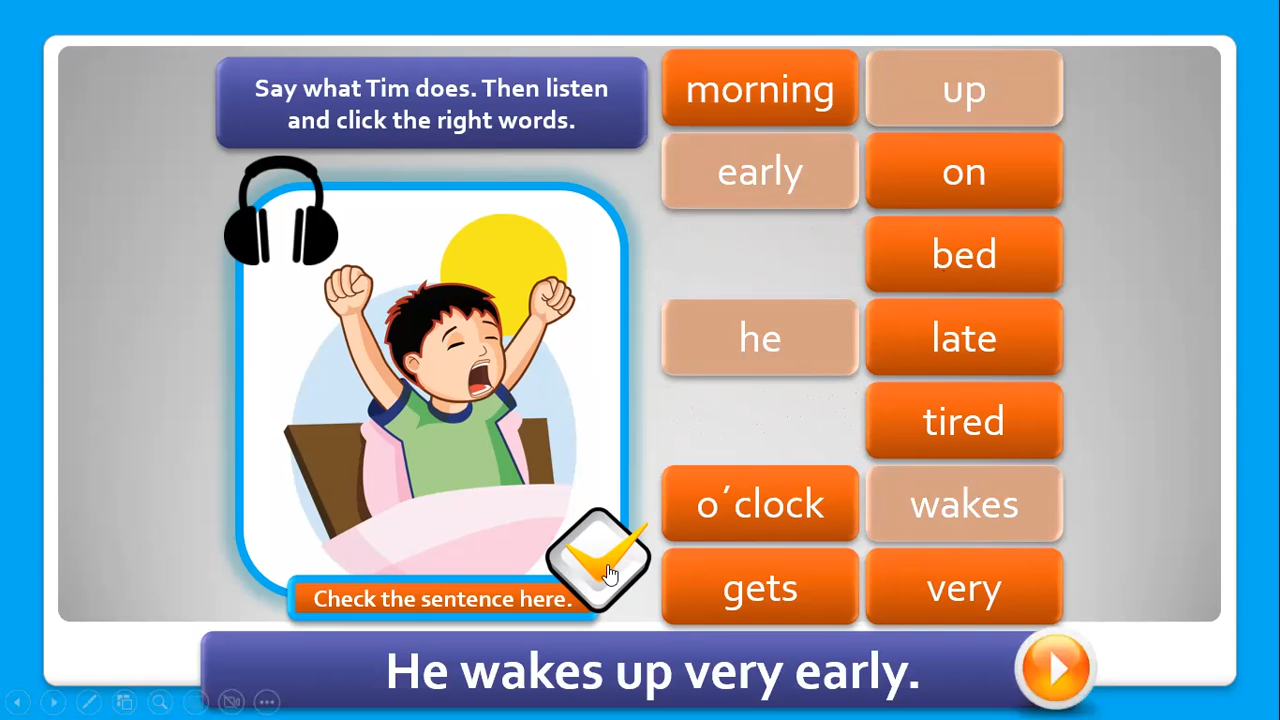 Say what Tim does. Then listen
and click the right words.
morning
up
early
on
bed
he
late
tired
o´clock
wakes
gets
very
Check the sentence here.
He wakes up very early.